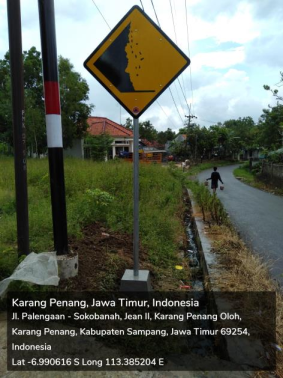 Karang Penang, Jawa Timur, Indonesia
Jl. Palengaan - Sokobanah, Jean II, Karang Penang Oloh,
Karang Penang, Kabupaten Sampang, Jawa Timur 69254,
Indonesia
Lat -6.990616 S Long 113.385204 E